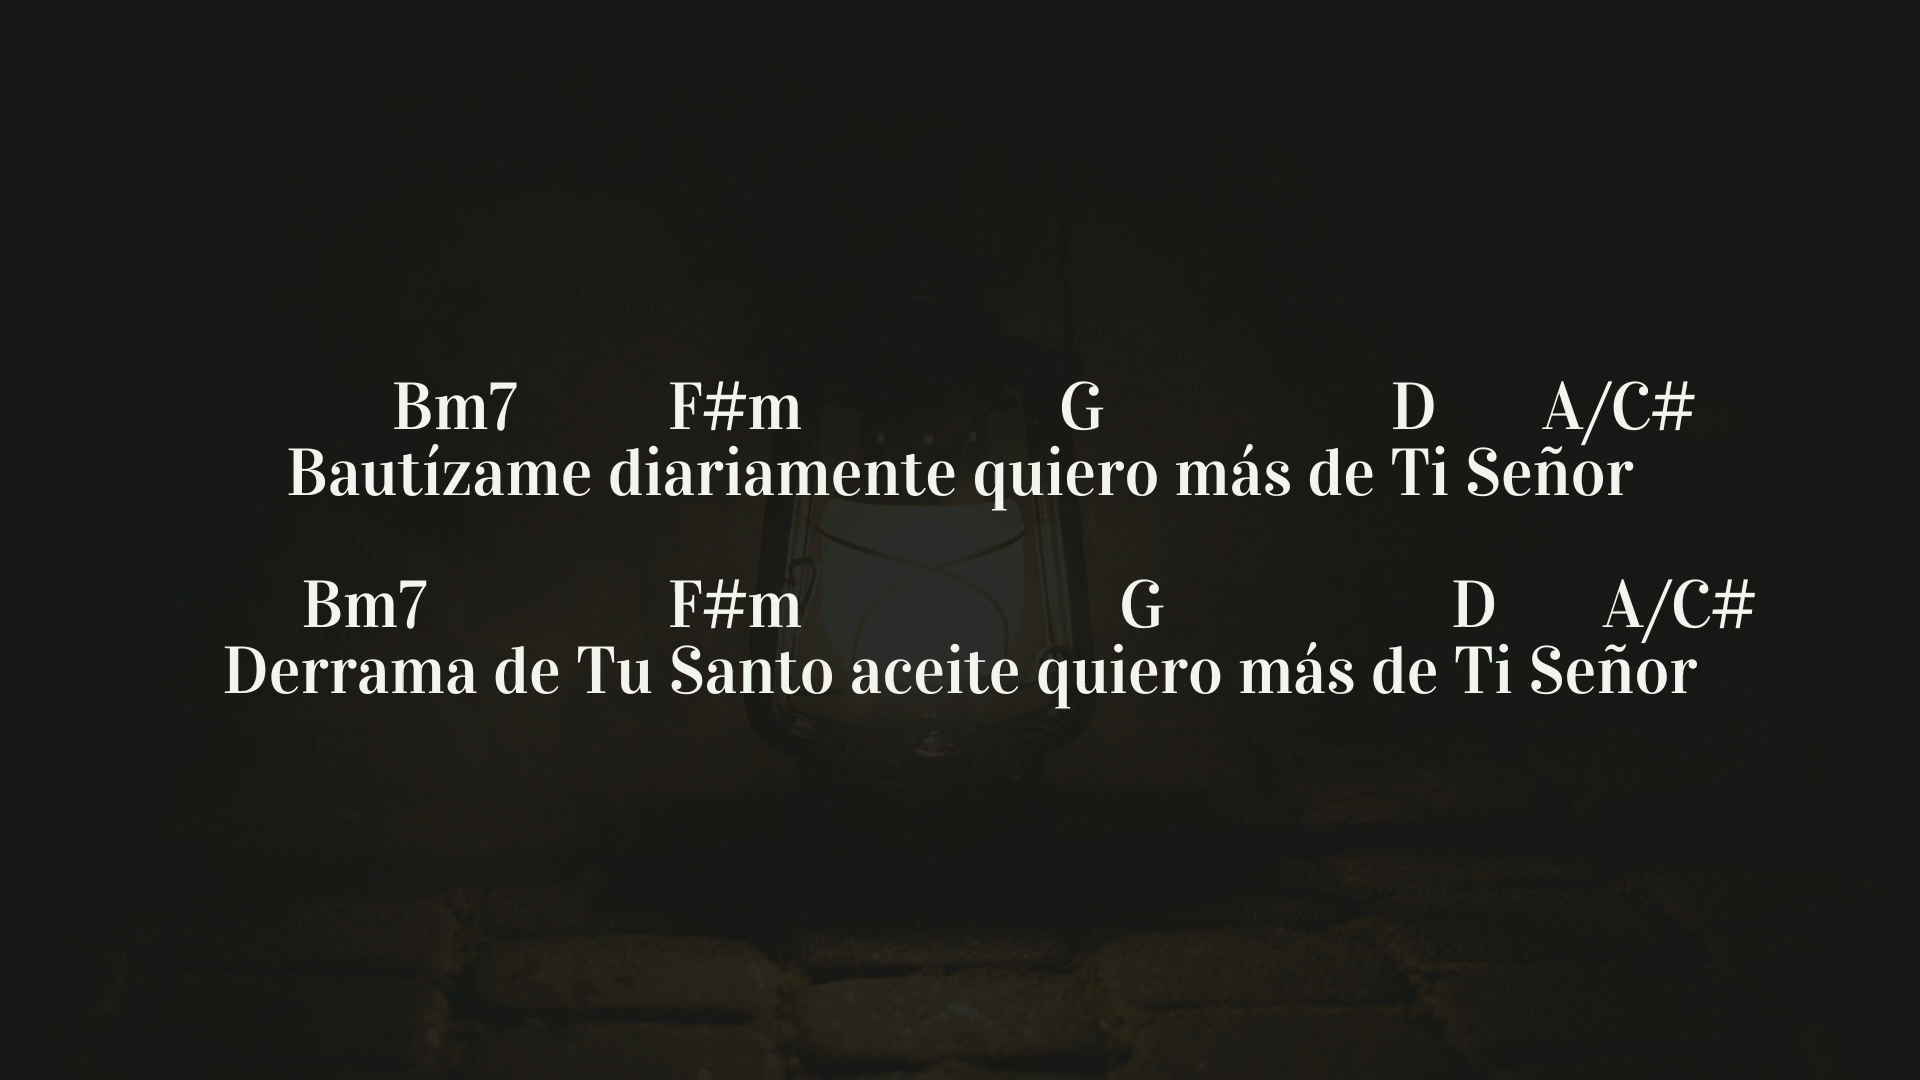 Bm7 F#m G D A/C#
Bautízame diariamente quiero más de Ti Señor
Bm7 F#m G D A/C#
Derrama de Tu Santo aceite quiero más de Ti Señor